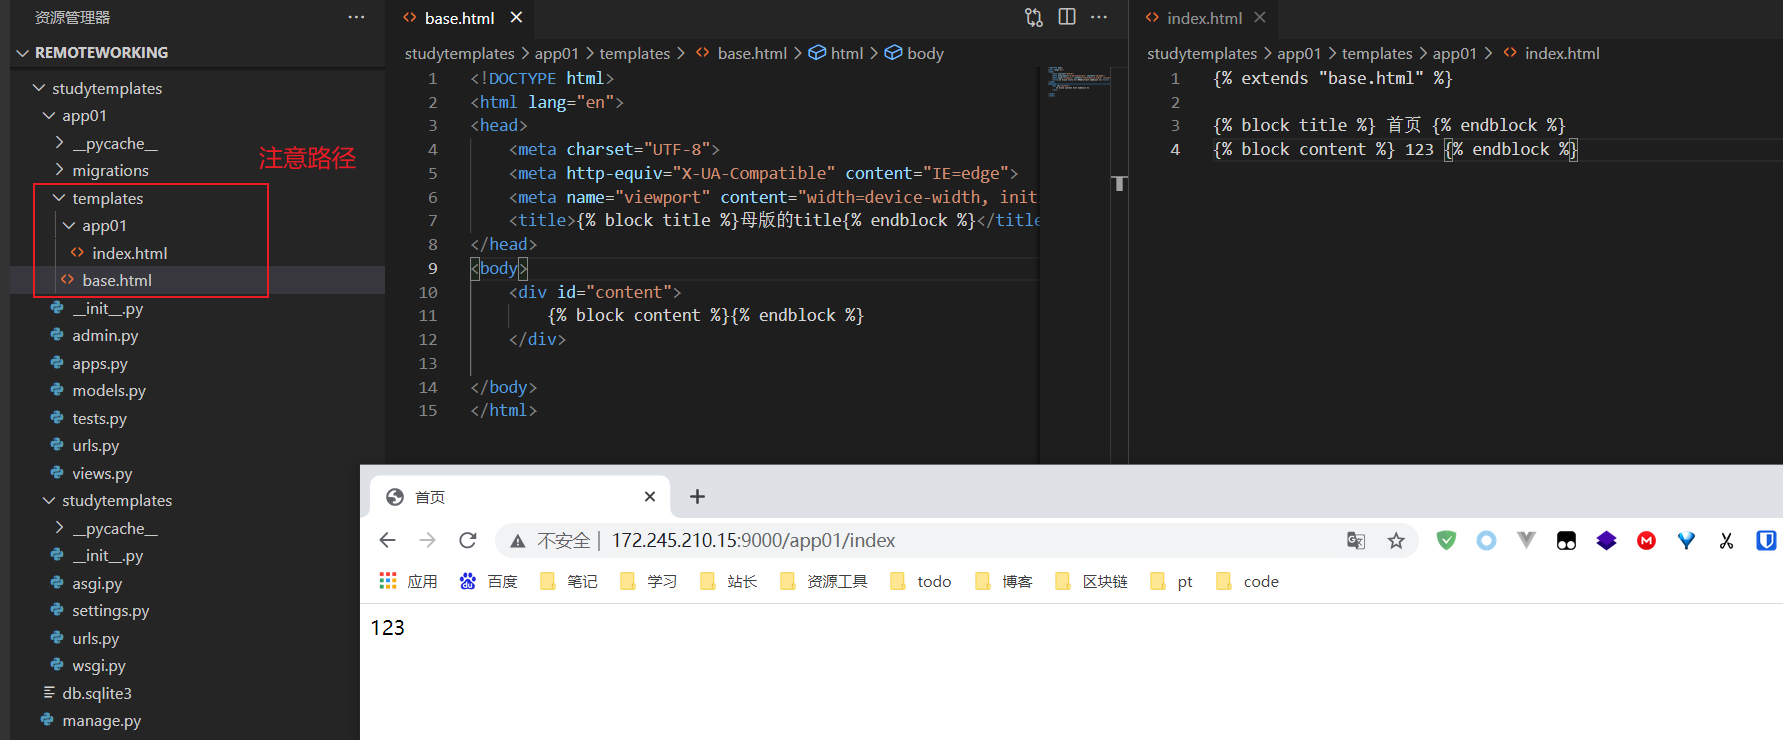 资源管理器
REMOTEWORKING
studytemplates
app01
__pycache__
migrations
注意路径
templates
app01
index.html
base.html
__init__.py
admin.py
apps.py
models.py
tests.py
urls.py
views.py
studytemplates
__pycache__
__init__.py
asgi.py
settings.py
urls.py
wsgi.py
db.sqlite3
manage.py
base.html
studytemplates > app01 > templates > base.html > html > body
1 <!DOCTYPE html>
2 <html lang="en">
3 <head>
4 <meta charset="UTF-8">
5 <meta http-equiv="X-UA-Compatible" content="IE=edge">
6 <meta name="viewport" content="width=device-width, init
7 <title>{% block title %}母版的title{% endblock %}</title
8 </head>
9 <body>
10 <div id="content">
11 {% block content %}{% endblock %}
12 </div>
13
14 </body>
15 </html>
index.html
studytemplates > app01 > templates > app01 > index.html
1 {% extends "base.html" %}
2
3 {% block title %} 首页 {% endblock %}
4 {% block content %} 123 {% endblock %}
首页
不安全 | 172.245.210.15:9000/app01/index
应用 百度 笔记 学习 站长 资源工具 todo 博客 区块链 pt code
123